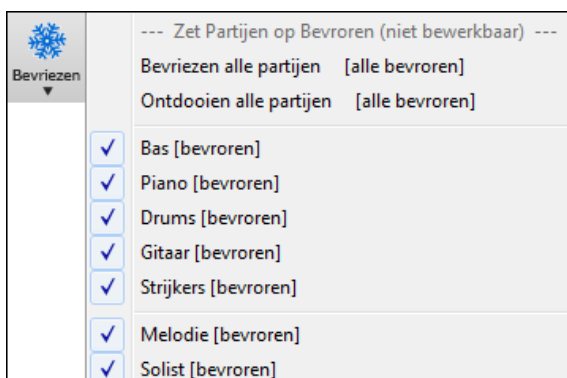 Bevriezen
--- Zet Partijen op Bevroren (niet bewerkbaar) ---
Bevriezen alle partijen [alle bevroren]
Ontdooien alle partijen [alle bevroren]
Bas [bevroren]
Piano [bevroren]
Drums [bevroren]
Gitaar [bevroren]
Strijkers [bevroren]
Melodie [bevroren]
Solist [bevroren]